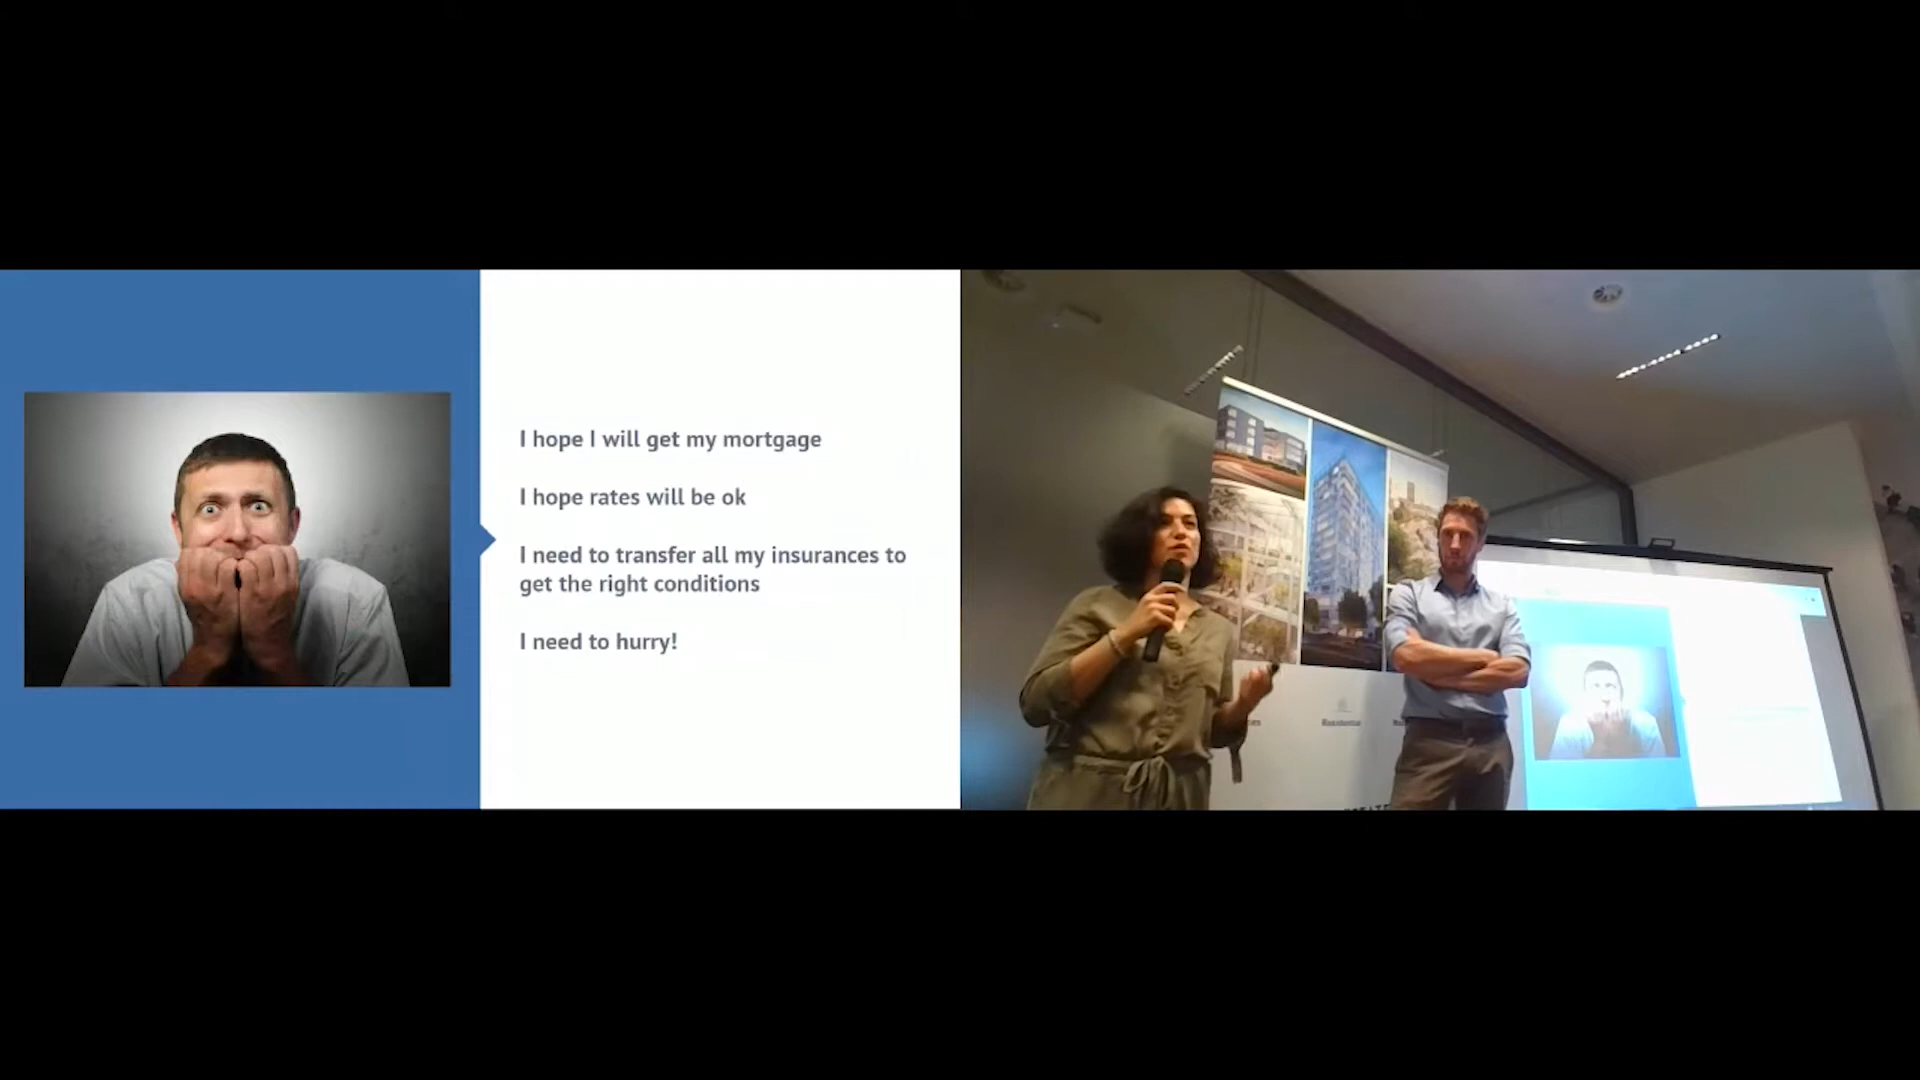 I hope I will get my mortgage
I hope rates will be ok
I need to transfer all my insurances to
get the right conditions
I need to hurry!
Residential